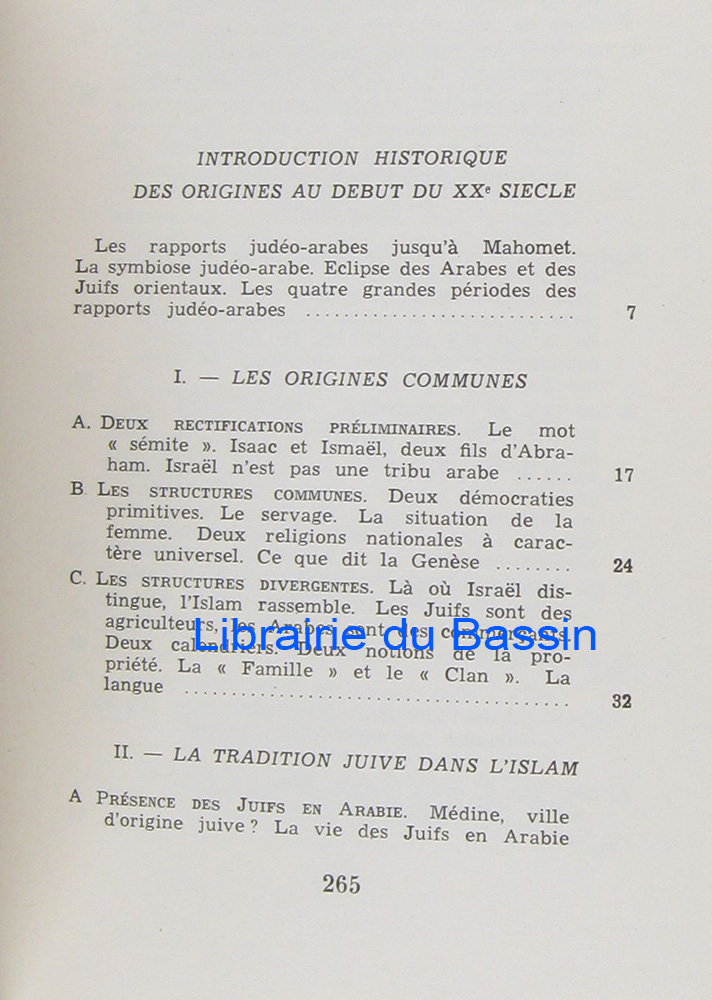 INTRODUCTION HISTORIQUE
DES ORIGINES AU DEBUT DU XXe SIECLE
Les rapports judéo-arabes jusqu'à Mahomet.
La symbiose judéo-arabe. Eclipse des Arabes et des
Juifs orientaux. Les quatre grandes périodes des
rapports judéo-arabes ........................... 7
I. — LES ORIGINES COMMUNES
A. DEUX RECTIFICATIONS PRÉLIMINAIRES. Le mot
« sémite ». Isaac et Ismaël, deux fils d'Abra-
ham. Israël n'est pas une tribu arabe ...... 17
B LES STRUCTURES COMMUNES. Deux démocraties
primitives. Le servage. La situation de la
femme. Deux religions nationales à carac-
tère universel. Ce que dit la Genèse ........ 24
C. LES STRUCTURES DIVERGENTES. Là où Israël dis-
tingue, l'Islam rassemble. Les Juifs sont des
agriculteurs, les Arabes sont des commerçants.
Librairie du Bassin
Deux calendriers. Deux notions de la pro-
priété. La « Famille » et le « Clan ». La
langue ....................................... 32
II. — LA TRADITION JUIVE DANS L'ISLAM
A PRÉSENCE DES JUIFS EN ARABIE. Médine, ville
d'origine juive ? La vie des Juifs en Arabie
265